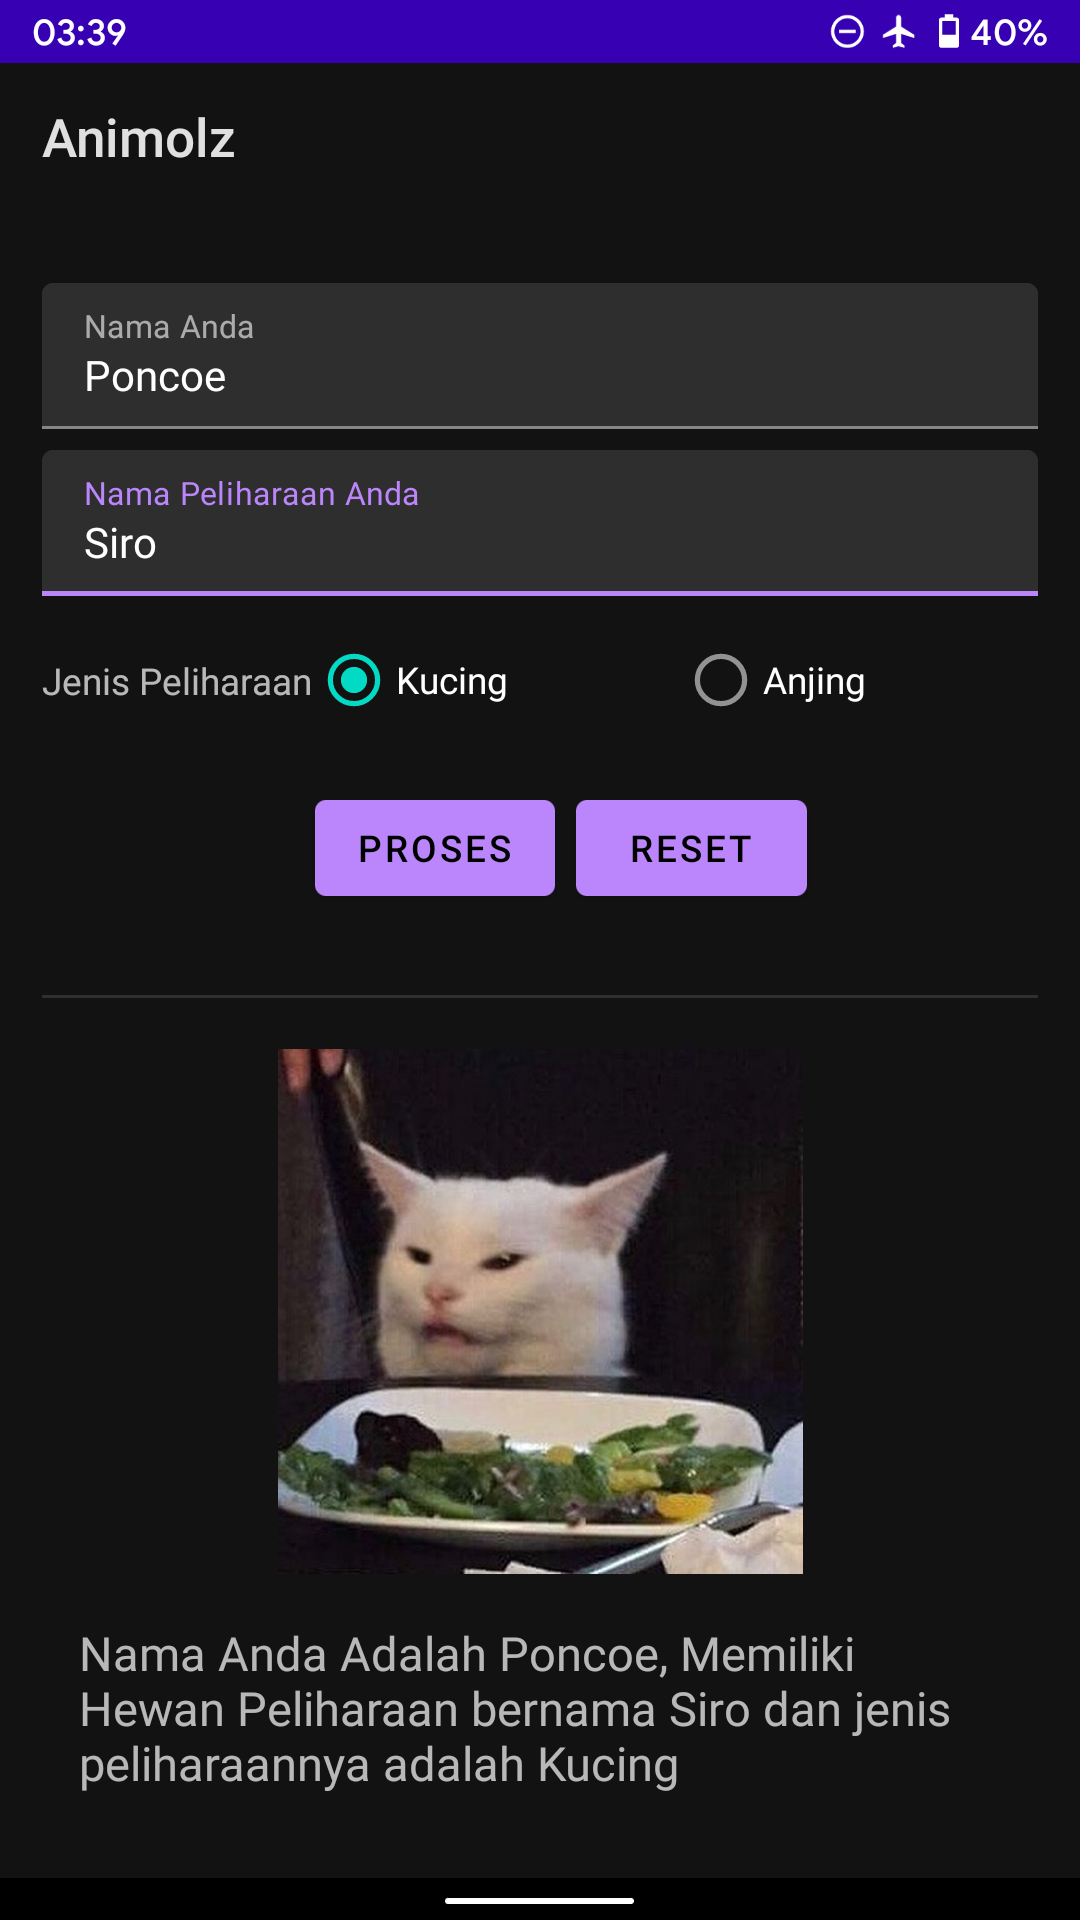 03:39 40%
Animolz
Nama Anda
Poncoe
Nama Peliharaan Anda
Siro
Jenis Peliharaan Kucing Anjing
PROSES RESET
Nama Anda Adalah Poncoe, Memiliki
Hewan Peliharaan bernama Siro dan jenis
peliharaannya adalah Kucing